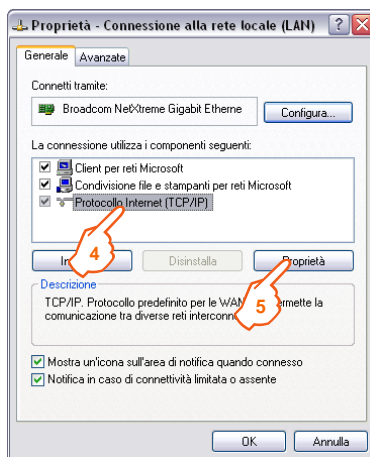 Proprietà - Connessione alla rete locale (LAN)
Generale Avanzate
Connetti tramite:
Broadcom NetXtreme Gigabit Etherne
Configura...
La connessione utilizza i componenti seguenti:
Client per reti Microsoft
Condivisione file e stampanti per reti Microsoft
Protocollo Internet (TCP/IP)
4
Disinstalla Proprietà
5
Descrizione
TCP/IP. Protocollo predefinito per le WAN
comunicazione tra diverse reti la
Mostra un'icona sull'area di notifica quando connesso
Notifica in caso di connettività limitata o assente
OK Annulla